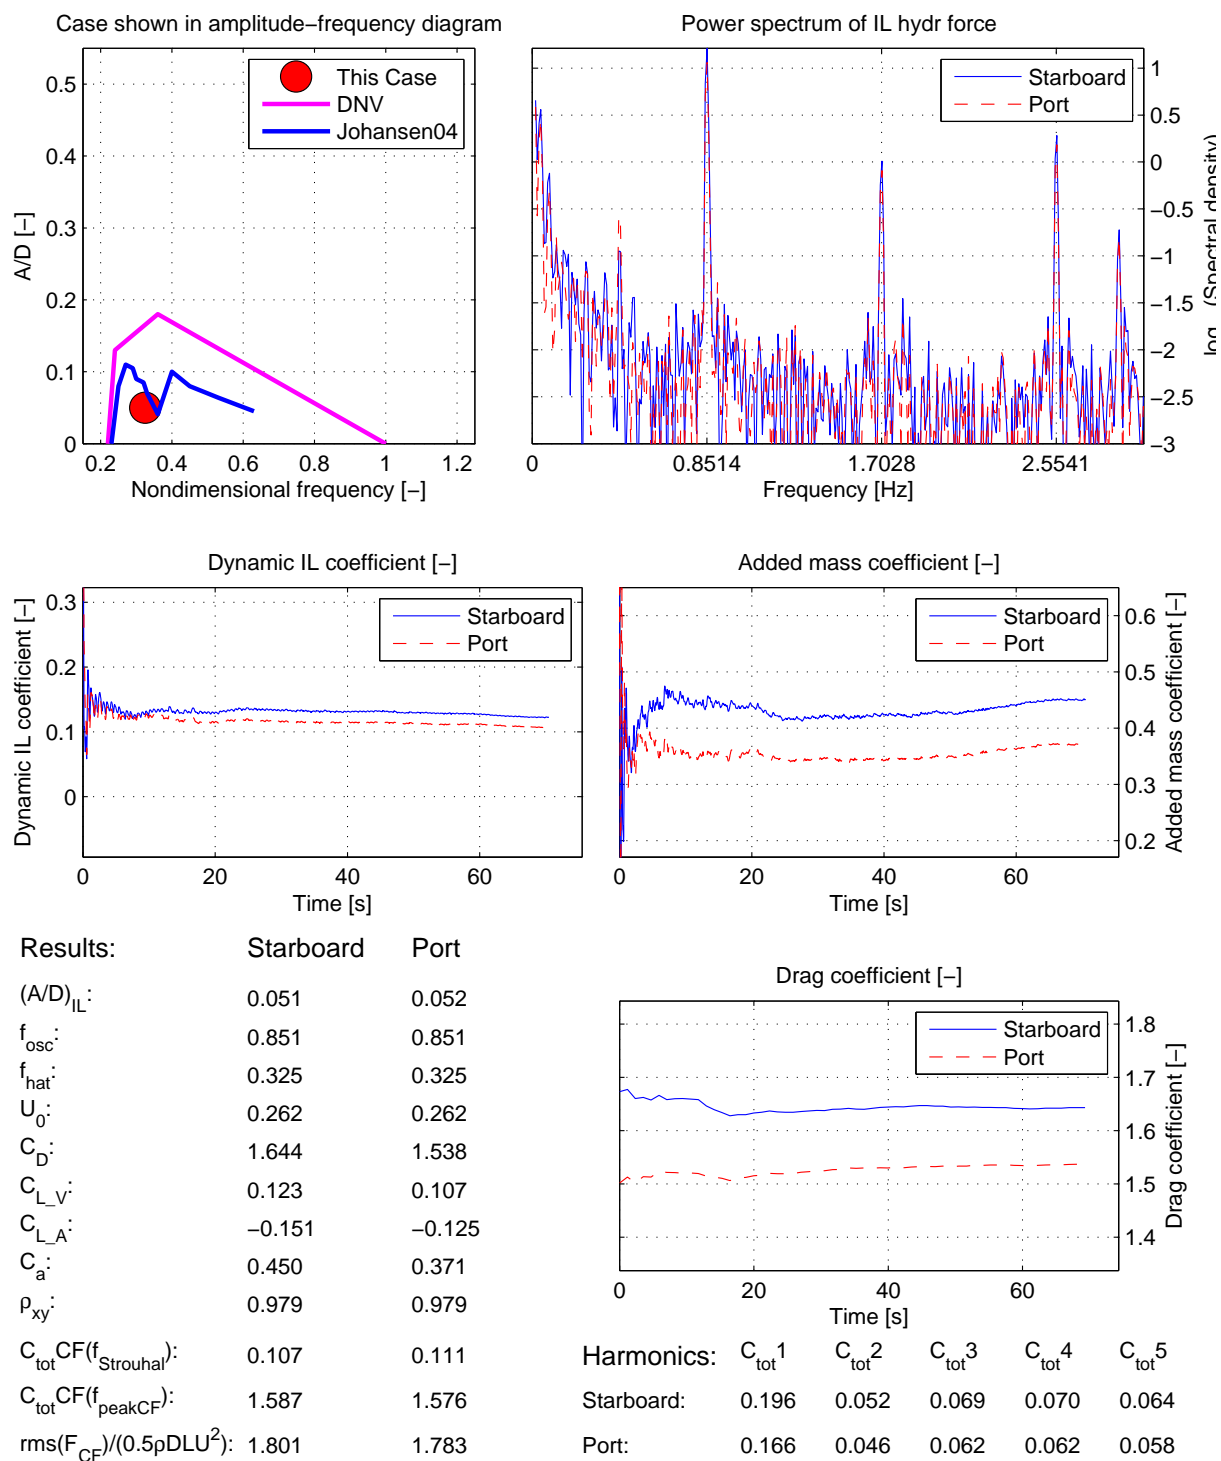 Case shown in amplitude−frequency diagram
This Case
DNV
Johansen04
A/D [−]
0.5
0.4
0.3
0.2
0.1
0
0.2 0.4 0.6 0.8 1 1.2
Nondimensional frequency [−]
Power spectrum of IL hydr force
Starboard
Port
1
0.5
0
−0.5
−1
−1.5
−2
−2.5
−3
(Spectral density)
0 0.8514 1.7028 2.5541
Frequency [Hz]
Dynamic IL coefficient [−]
Starboard
Port
Dynamic IL coefficient [−]
0.3
0.2
0.1
0
0 20 40 60
Time [s]
Added mass coefficient [−]
Starboard
Port
0.6
0.5
0.4
0.3
0.2
Added mass coefficient [−]
0 20 40 60
Time [s]
Results: Starboard Port
(A/D)IL: 0.051 0.052
fosc: 0.851 0.851
fhat: 0.325 0.325
U0: 0.262 0.262
CD: 1.644 1.538
CL_V: 0.123 0.107
CL_A: −0.151 −0.125
Ca: 0.450 0.371
ρxy: 0.979 0.979
CtotCF(fStrouhal): 0.107 0.111
CtotCF(fpeakCF): 1.587 1.576
rms(FCF)/(0.5ρDLU²): 1.801 1.783
Drag coefficient [−]
Starboard
Port
1.8
1.7
1.6
1.5
1.4
Drag coefficient [−]
0 20 40 60
Time [s]
Harmonics: Ctot1 Ctot2 Ctot3 Ctot4 Ctot5
Starboard: 0.196 0.052 0.069 0.070 0.064
Port: 0.166 0.046 0.062 0.062 0.058